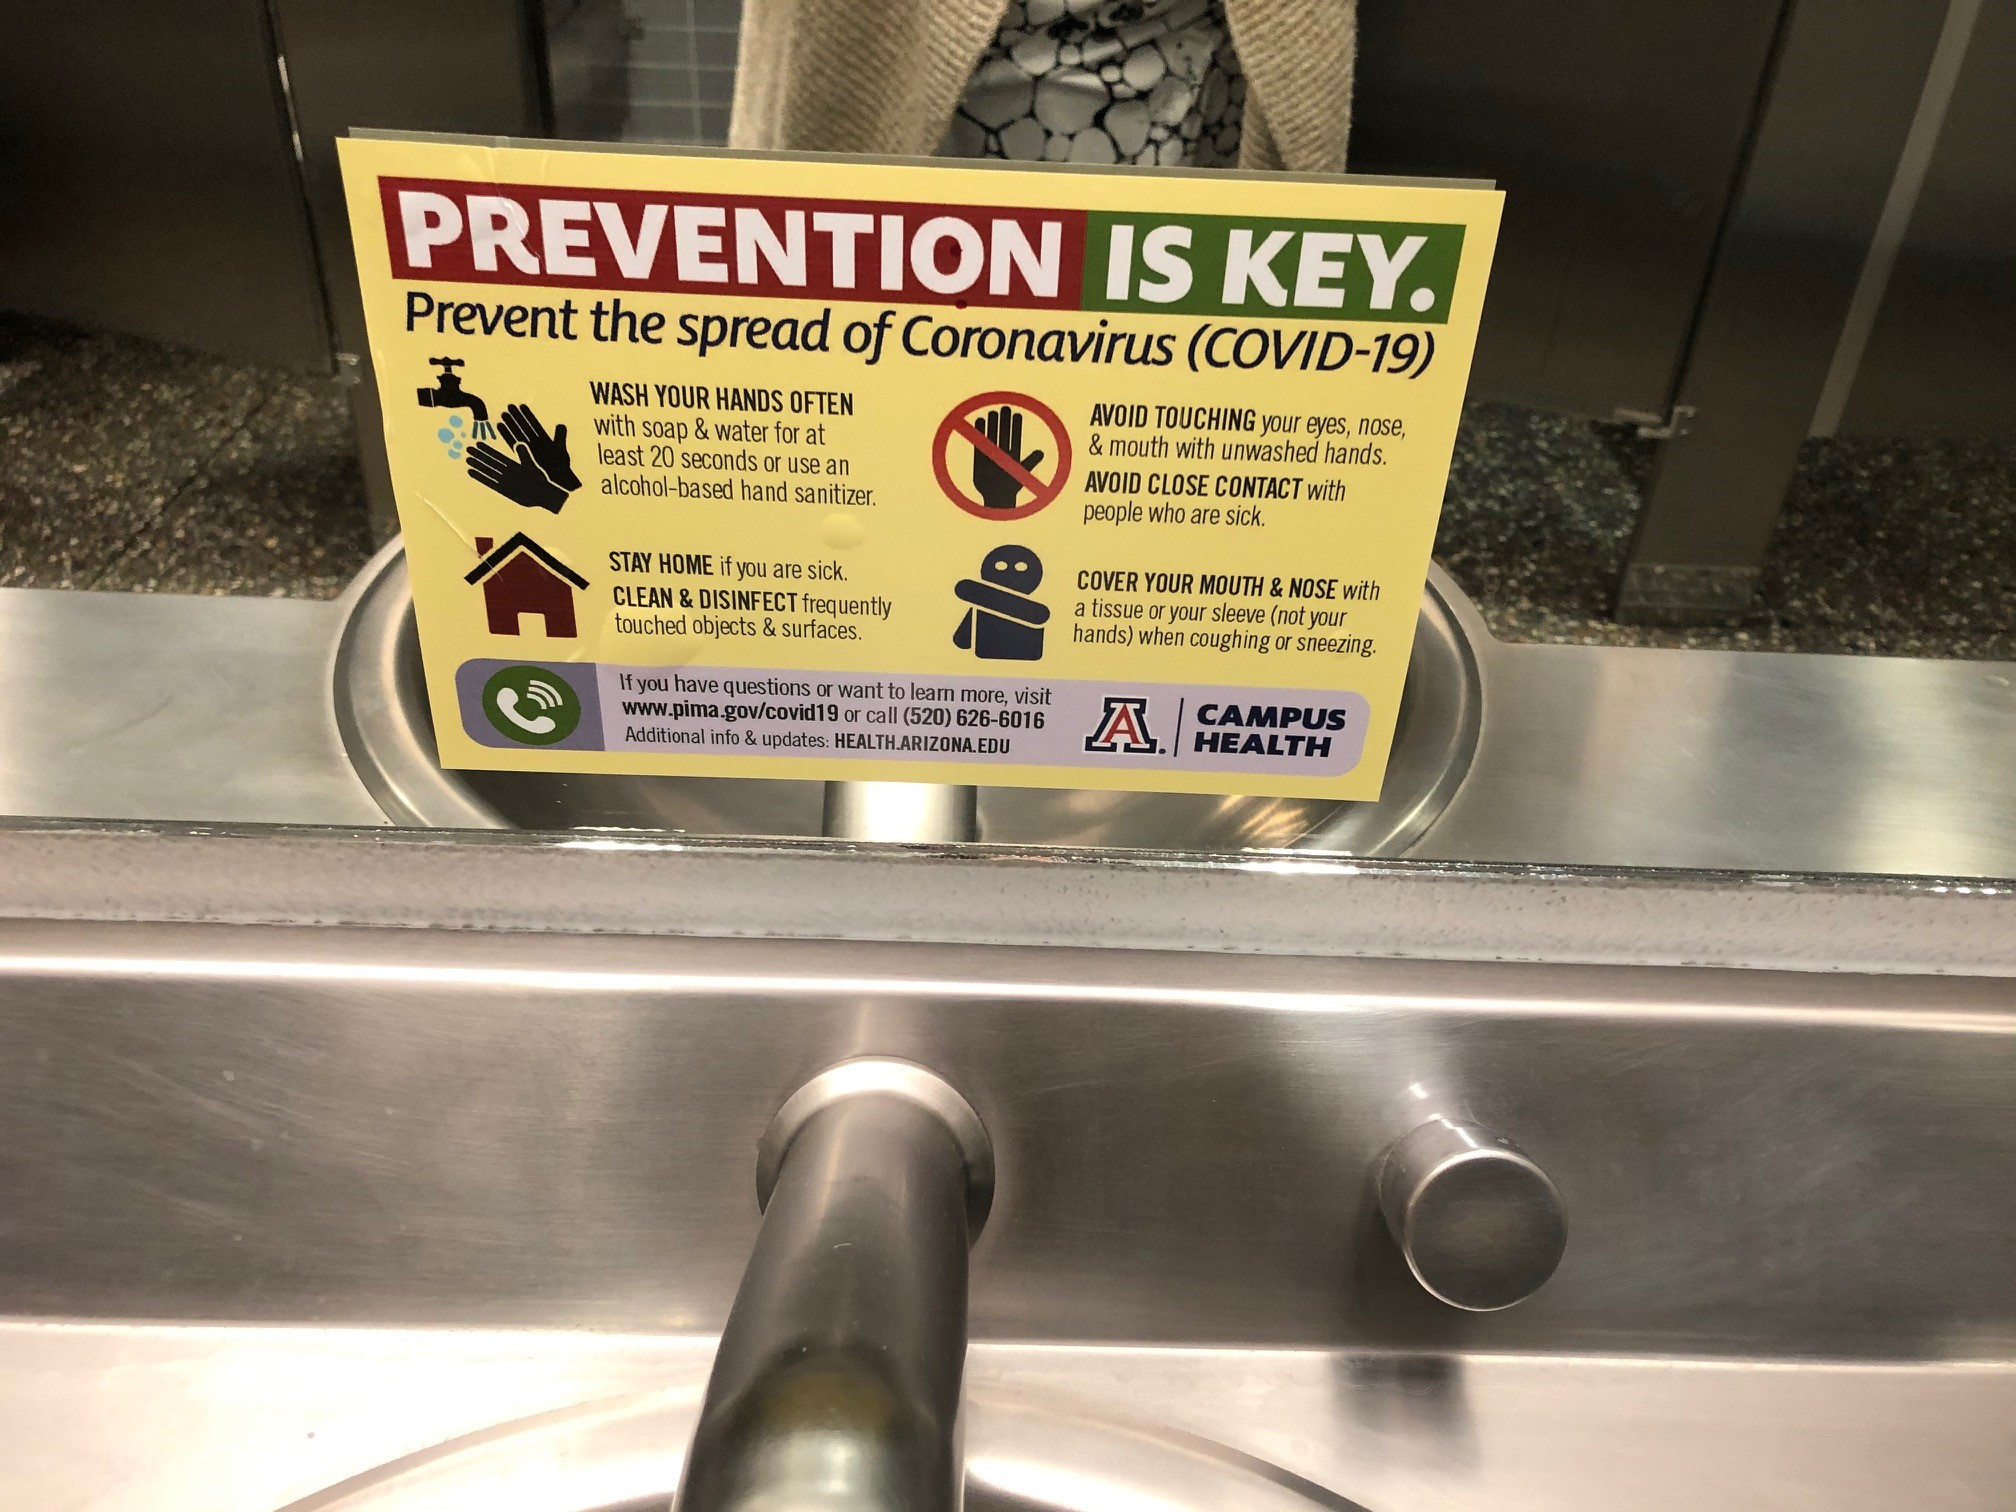 PREVENTION IS KEY.
Prevent the spread of Coronavirus (COVID-19)
WASH YOUR HANDS OFTEN
with soap & water for at
least 20 seconds or use an
alcohol-based hand sanitizer.
AVOID TOUCHING your eyes, nose,
& mouth with unwashed hands.
AVOID CLOSE CONTACT with
people who are sick.
STAY HOME if you are sick.
CLEAN & DISINFECT frequently
touched objects & surfaces.
COVER YOUR MOUTH & NOSE with
a tissue or your sleeve (not your
hands) when coughing or sneezing.
If you have questions or want to learn more, visit
www.pima.gov/covid19 or call (520) 626-6016
Additional info & updates: HEALTH.ARIZONA.EDU
A.
CAMPUS
HEALTH